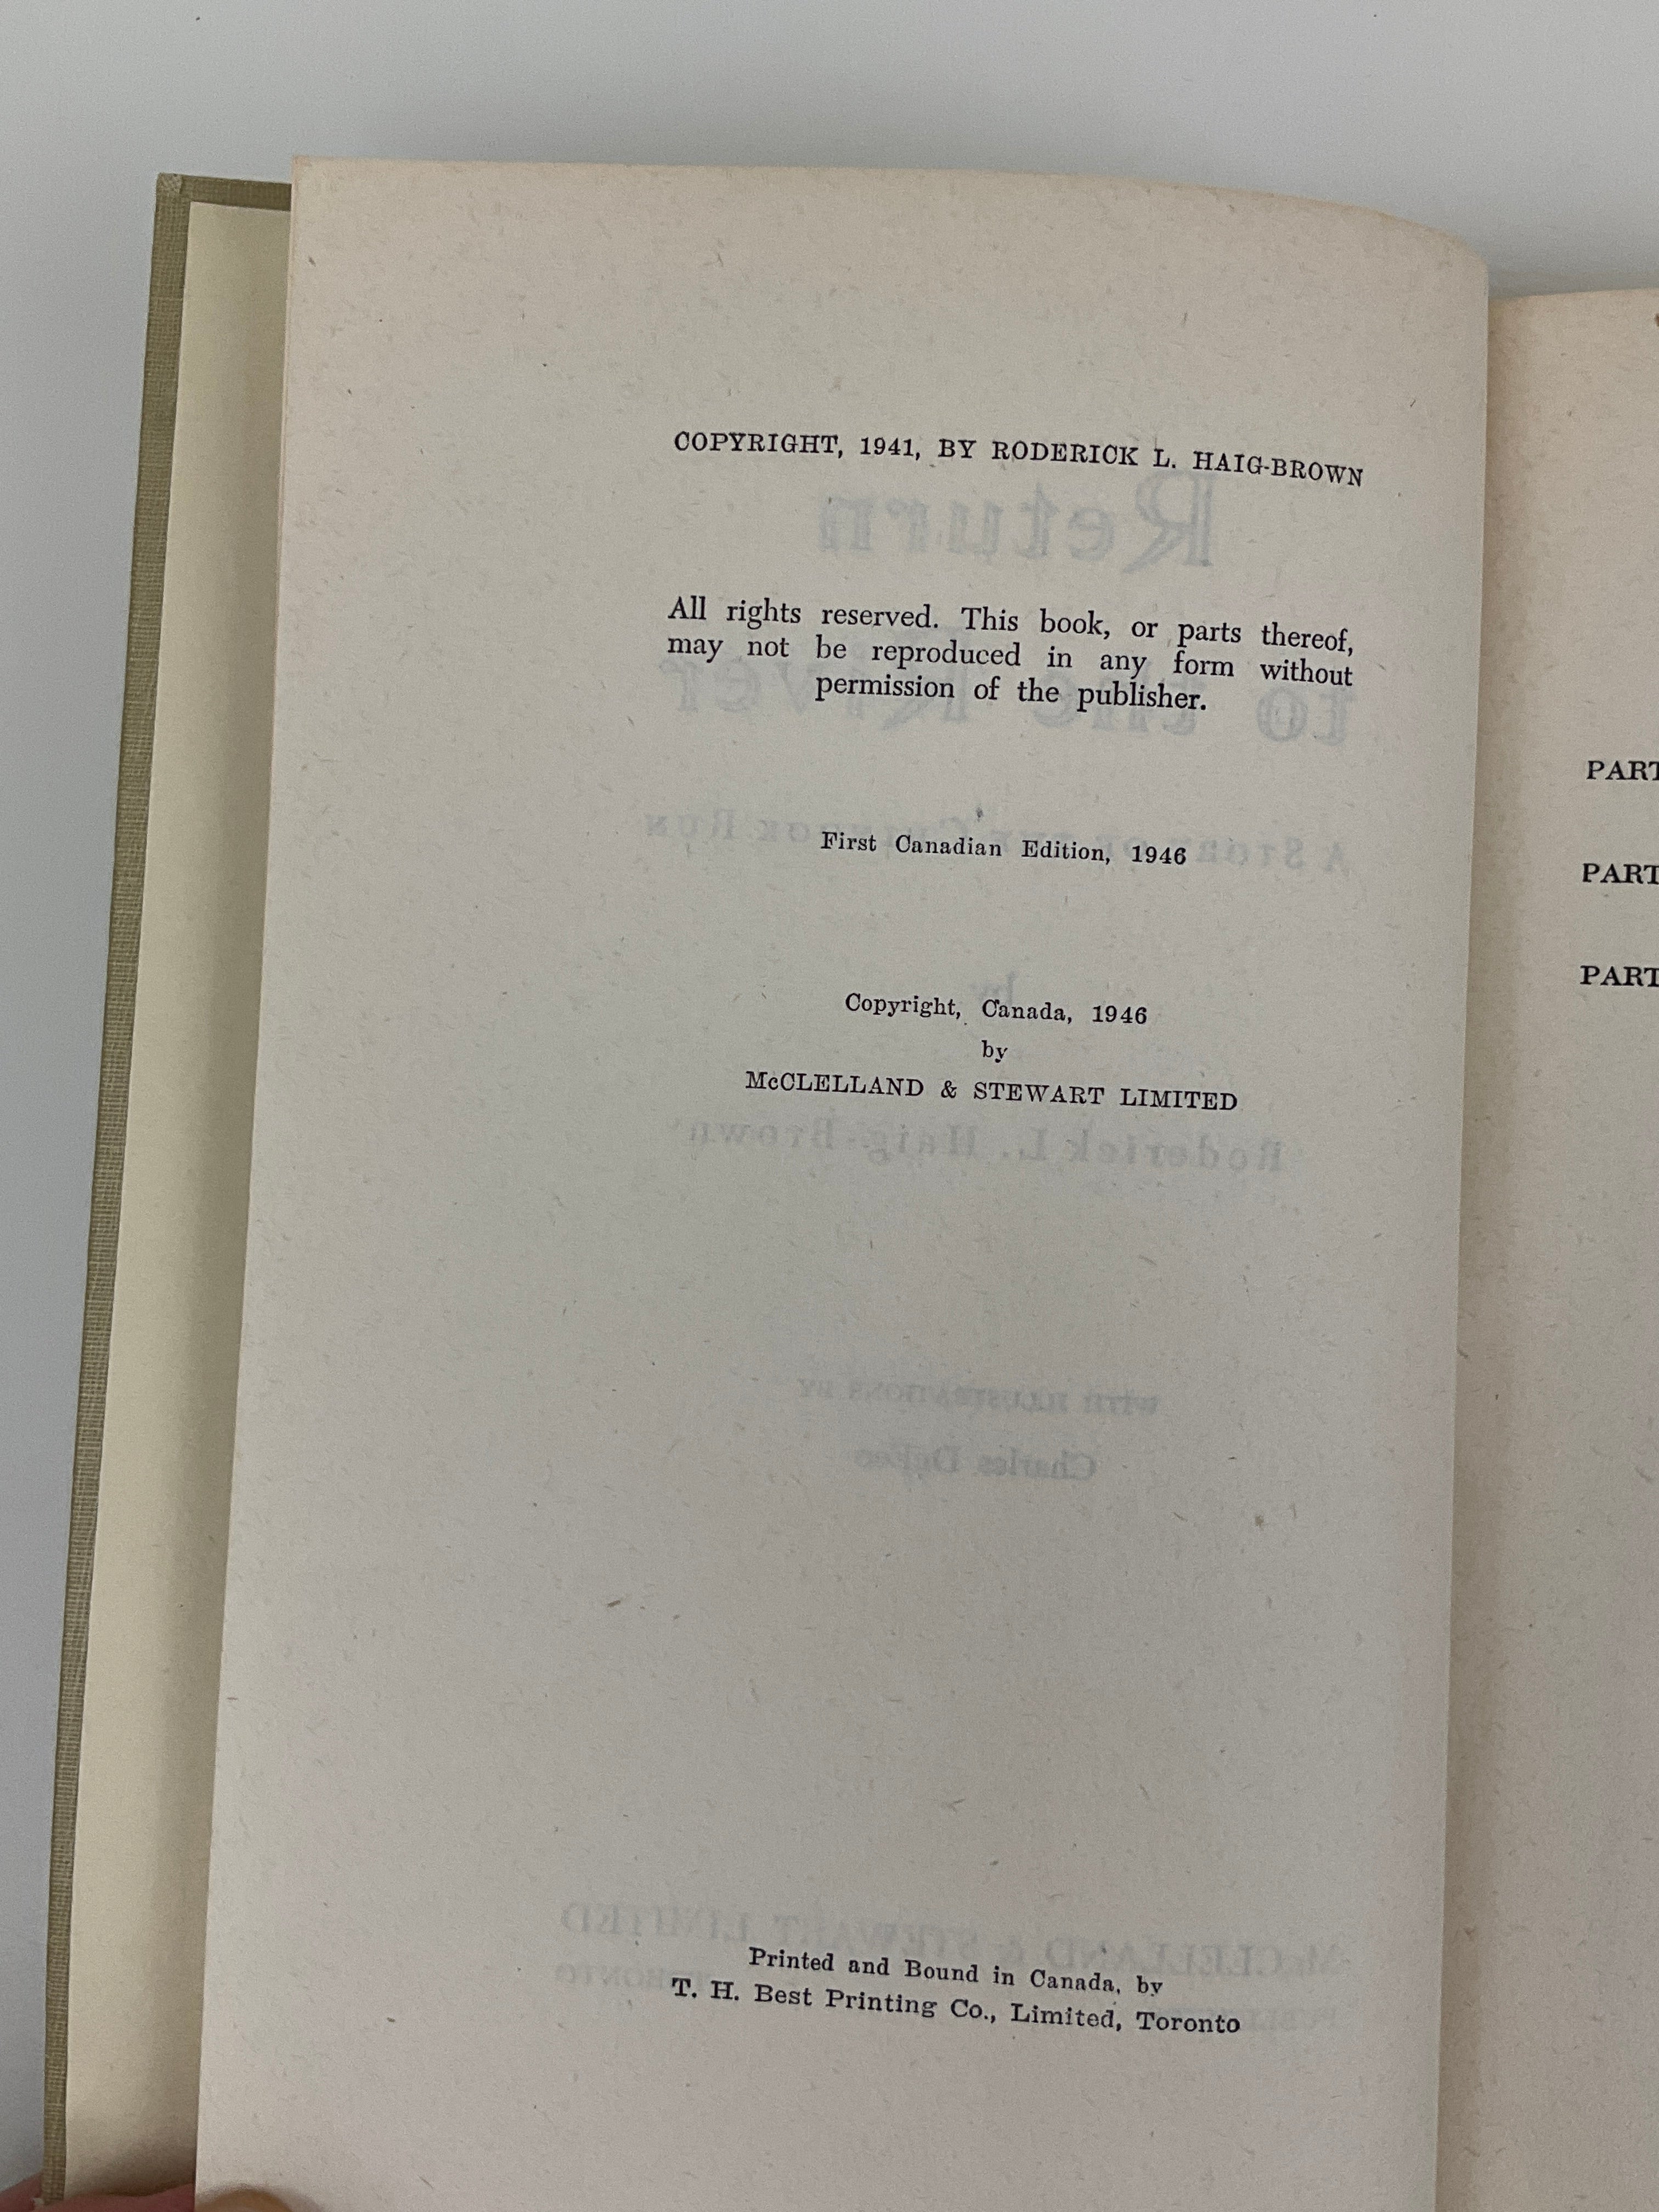 COPYRIGHT, 1941, BY RODERICK L. HAIG-BROWN
All rights reserved. This book, or parts thereof,
may not be reproduced in any form without
permission of the publisher.
First Canadian Edition, 1946
Copyright, Canada, 1946
by
McCLELLAND & STEWART LIMITED
Printed and Bound in Canada, by
T. H. Best Printing Co., Limited, Toronto
PART
PART
PART